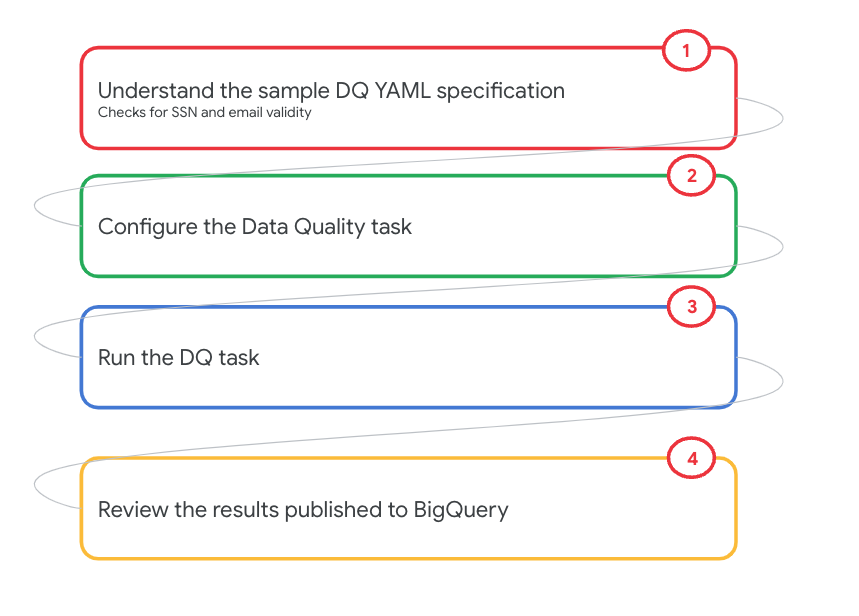 1
Understand the sample DQ YAML specification
Checks for SSN and email validity
2
Configure the Data Quality task
3
Run the DQ task
4
Review the results published to BigQuery